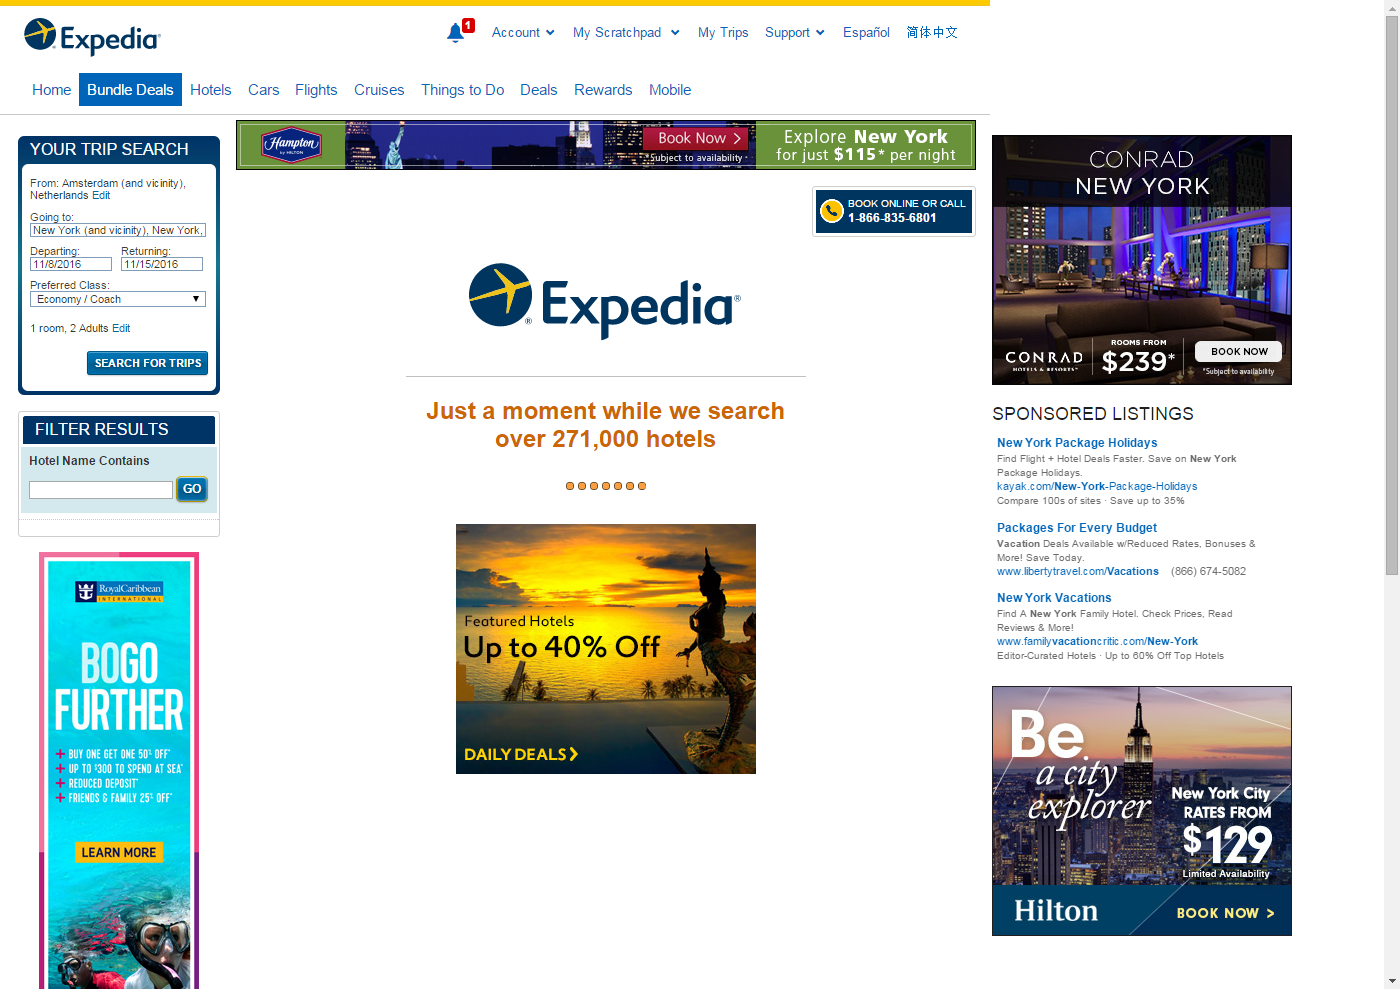 Expedia
1
Account
My Scratchpad
My Trips
Support
Español
简体中文
Home
Bundle Deals
Hotels
Cars
Flights
Cruises
Things to Do
Deals
Rewards
Mobile
YOUR TRIP SEARCH
From: Amsterdam (and vicinity),
Netherlands Edit
Going to:
New York (and vicinity), New York,
Departing: Returning:
11/8/2016 11/15/2016
Preferred Class:
Economy / Coach
1 room, 2 Adults Edit
SEARCH FOR TRIPS
FILTER RESULTS
Hotel Name Contains
GO
RoyalCaribbean
INTERNATIONAL
BOGO
FURTHER
+ BUY ONE GET ONE 50% OFF*
+ UP TO $300 TO SPEND AT SEA*
+ REDUCED DEPOSIT*
+ FRIENDS & FAMILY 25% OFF*
LEARN MORE
Hampton
by HILTON
Book Now >
*Subject to availability*
Explore New York
for just $115* per night
BOOK ONLINE OR CALL
1-866-835-6801
Expedia®
Just a moment while we search
over 271,000 hotels
Featured Hotels
Up to 40% Off
DAILY DEALS >
CONRAD
NEW YORK
CONRAD
HOTELS & RESORTS™
ROOMS FROM
$239*
BOOK NOW
*Subject to availability
SPONSORED LISTINGS
New York Package Holidays
Find Flight + Hotel Deals Faster. Save on New York
Package Holidays.
kayak.com/New-York-Package-Holidays
Compare 100s of sites · Save up to 35%
Packages For Every Budget
Vacation Deals Available w/Reduced Rates, Bonuses &
More! Save Today.
www.libertytravel.com/Vacations (866) 674-5082
New York Vacations
Find A New York Family Hotel. Check Prices, Read
Reviews & More!
www.familyvacationcritic.com/New-York
Editor-Curated Hotels · Up to 60% Off Top Hotels
Be
a city
explorer
New York City
RATES FROM
$129
Limited Availability
Hilton
BOOK NOW >